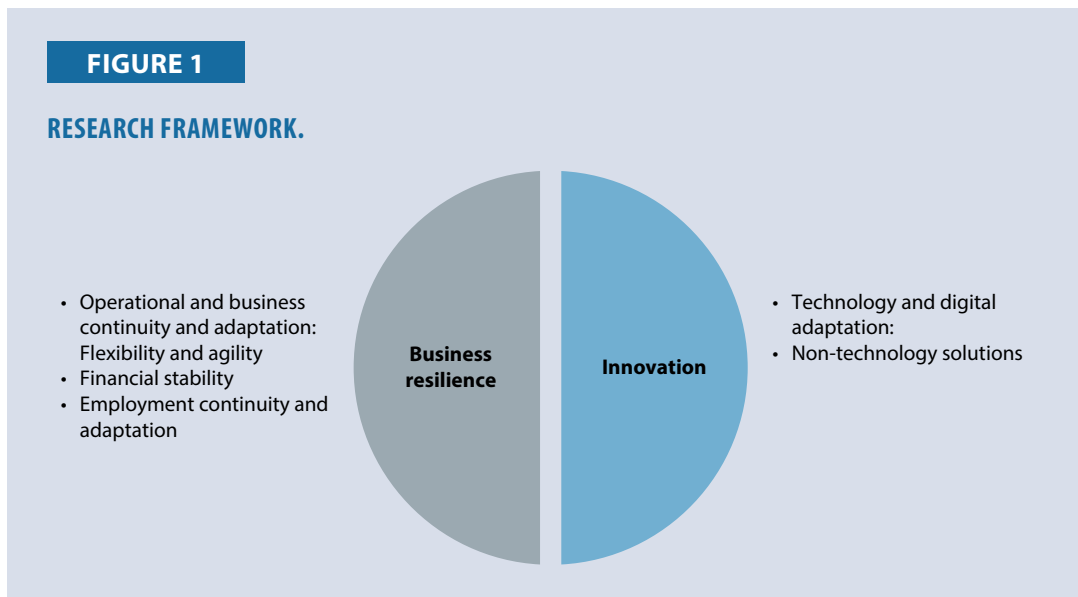 FIGURE 1
RESEARCH FRAMEWORK.
• Operational and business
continuity and adaptation:
Flexibility and agility
• Financial stability
• Employment continuity and
adaptation
Business
resilience
Innovation
• Technology and digital
adaptation:
• Non-technology solutions